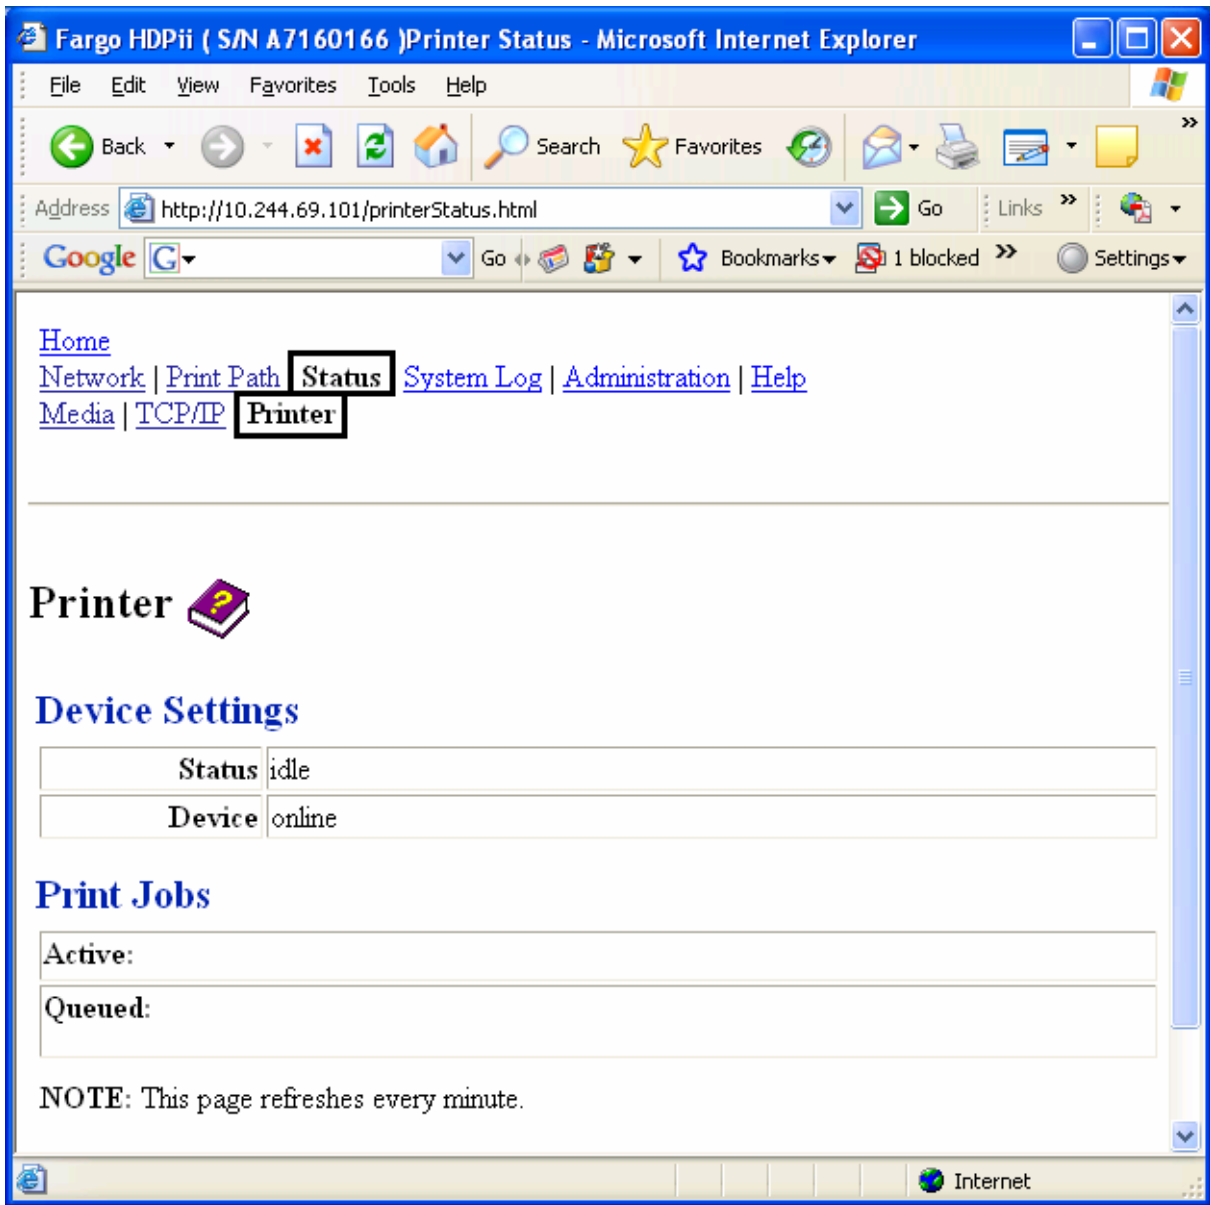 Fargo HDPii ( S/N A7160166 )Printer Status - Microsoft Internet Explorer
File Edit View Favorites Tools Help
Back Search Favorites »
Address http://10.244.69.101/printerStatus.html Go Links »
Google G Go Bookmarks 1 blocked » Settings
Home
Network | Print Path Status System Log | Administration | Help
Media | TCP/IP Printer
Printer ?
Device Settings
Status idle
Device online
Print Jobs
Active:
Queued:
NOTE: This page refreshes every minute.
Internet